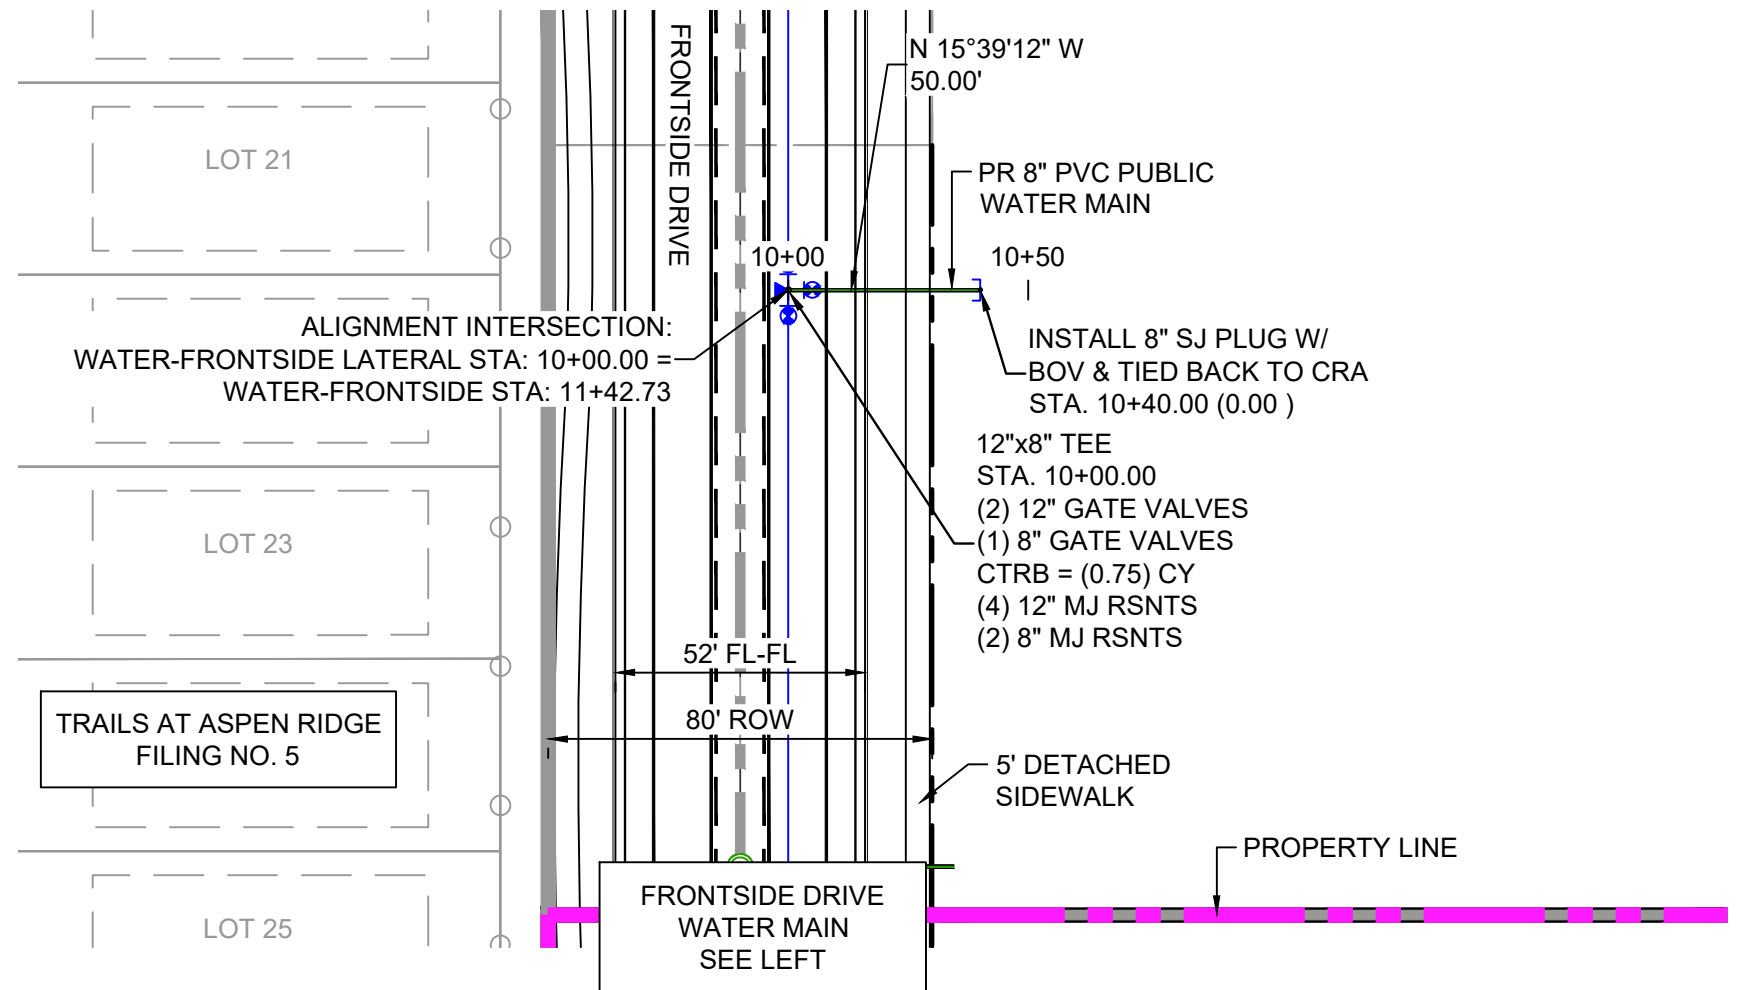 FRONTSIDE DRIVE
N 15°39'12" W
50.00'
LOT 21
PR 8" PVC PUBLIC
WATER MAIN
10+00
10+50
ALIGNMENT INTERSECTION:
WATER-FRONTSIDE LATERAL STA: 10+00.00 =
WATER-FRONTSIDE STA: 11+42.73
INSTALL 8" SJ PLUG W/
BOV & TIED BACK TO CRA
STA. 10+40.00 (0.00 )
12"x8" TEE
STA. 10+00.00
(2) 12" GATE VALVES
(1) 8" GATE VALVES
CTRB = (0.75) CY
(4) 12" MJ RSNTS
(2) 8" MJ RSNTS
LOT 23
52' FL-FL
80' ROW
TRAILS AT ASPEN RIDGE
FILING NO. 5
5' DETACHED
SIDEWALK
PROPERTY LINE
FRONTSIDE DRIVE
WATER MAIN
SEE LEFT
LOT 25